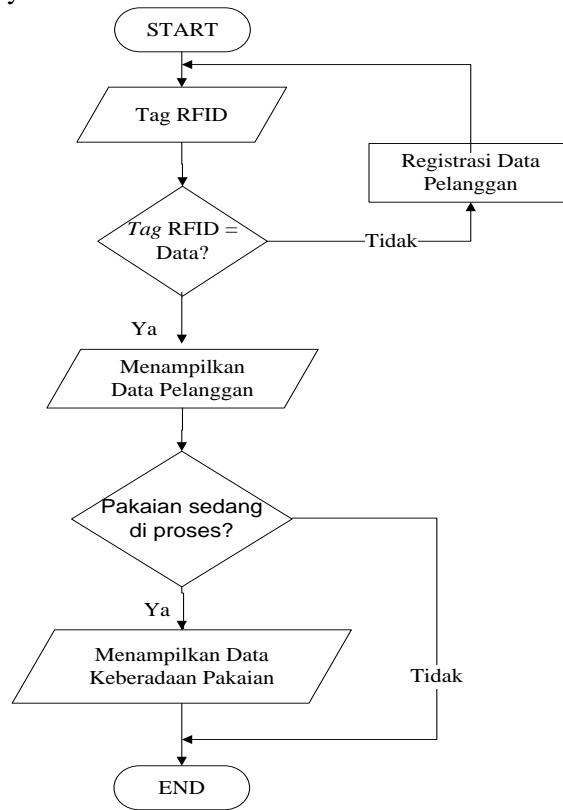 START
Tag RFID
Registrasi Data
Pelanggan
Tag RFID =
Data?
Tidak
Ya
Menampilkan
Data Pelanggan
Pakaian sedang
di proses?
Ya
Menampilkan Data
Keberadaan Pakaian
Tidak
END